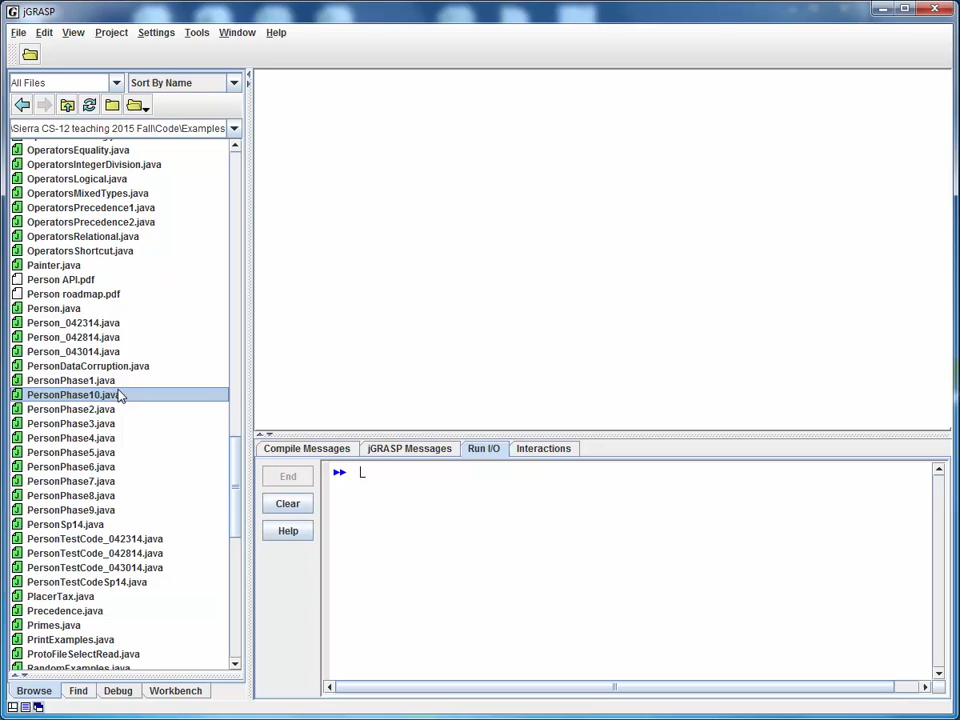 jGRASP
File Edit View Project Settings Tools Window Help
All Files Sort By Name
\Sierra CS-12 teaching 2015 Fall\Code\Examples
OperatorsEquality.java
OperatorsIntegerDivision.java
OperatorsLogical.java
OperatorsMixedTypes.java
OperatorsPrecedence1.java
OperatorsPrecedence2.java
OperatorsRelational.java
OperatorsShortcut.java
Painter.java
Person API.pdf
Person roadmap.pdf
Person.java
Person_042314.java
Person_042814.java
Person_043014.java
PersonDataCorruption.java
PersonPhase1.java
PersonPhase10.java
PersonPhase2.java
PersonPhase3.java
PersonPhase4.java
PersonPhase5.java
PersonPhase6.java
PersonPhase7.java
PersonPhase8.java
PersonPhase9.java
PersonSp14.java
PersonTestCode_042314.java
PersonTestCode_042814.java
PersonTestCode_043014.java
PersonTestCodeSp14.java
PlacerTax.java
Precedence.java
Primes.java
PrintExamples.java
ProtoFileSelectRead.java
RandomExamples.java
Browse Find Debug Workbench
Compile Messages jGRASP Messages Run I/O Interactions
End
Clear
Help